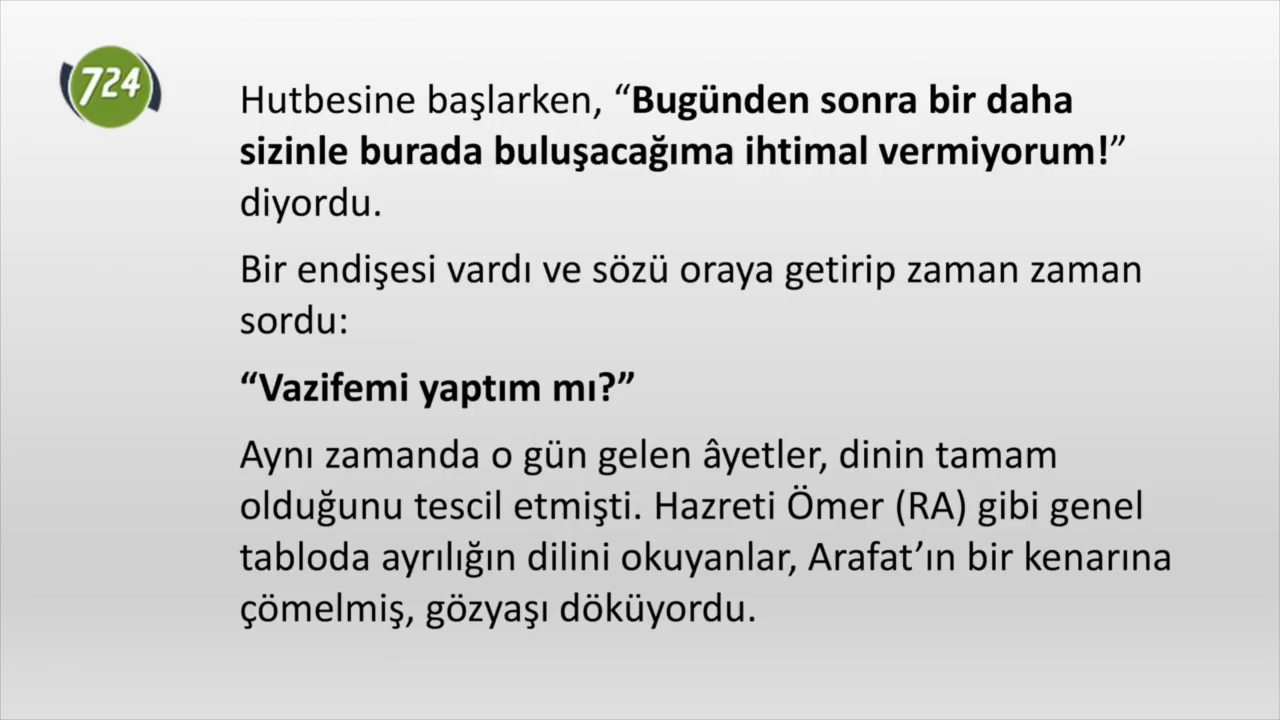 724
Hutbesine başlarken, “Bugünden sonra bir daha
sizinle burada buluşacağıma ihtimal vermiyorum!”
diyordu.
Bir endişesi vardı ve sözü oraya getirip zaman zaman
sordu:
“Vazifemi yaptım mı?”
Aynı zamanda o gün gelen âyetler, dinin tamam
olduğunu tescil etmişti. Hazreti Ömer (RA) gibi genel
tabloda ayrılığın dilini okuyanlar, Arafat’ın bir kenarına
çömelmiş, gözyaşı döküyordu.